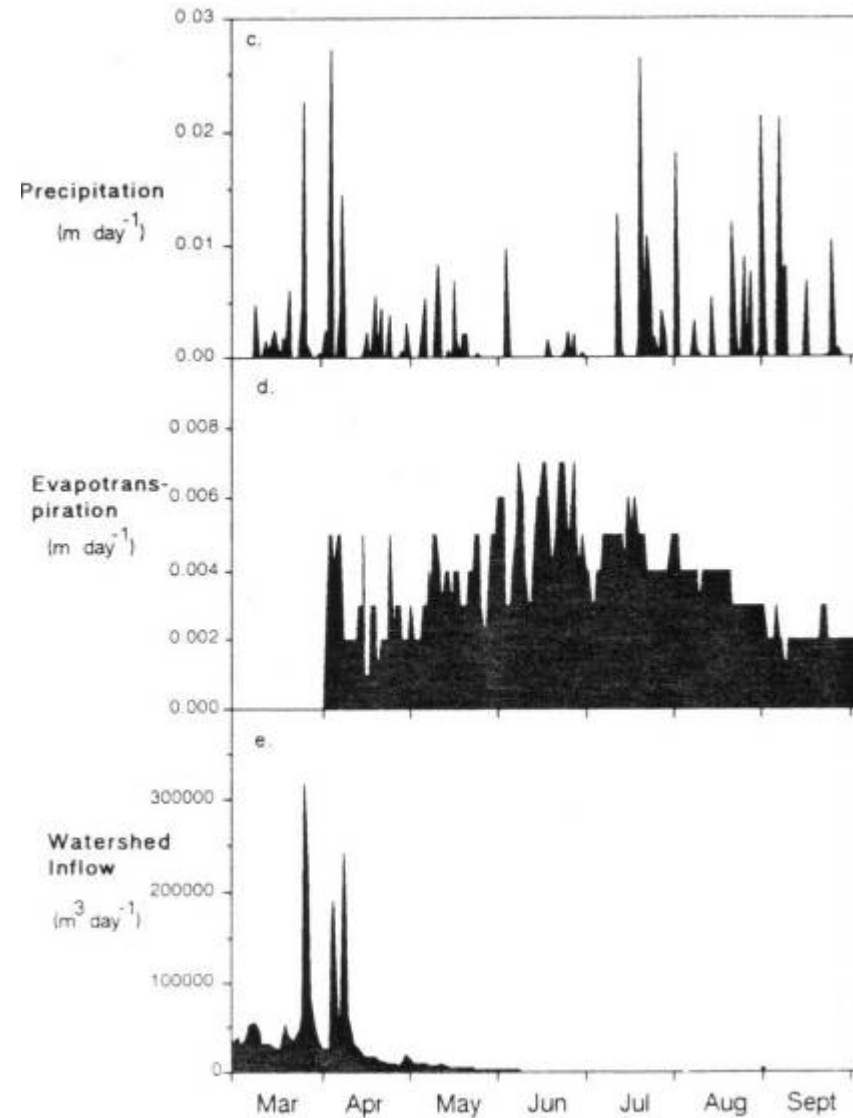 0.03
c.
0.02
Precipitation
(m day-1)
0.01
0.00
d.
0.008
Evapotrans-
piration
0.006
(m day-1)
0.004
0.002
0.000
e.
300000
Watershed
Inflow
200000
(m3 day-1)
100000
0
Mar Apr May Jun Jul Aug Sept